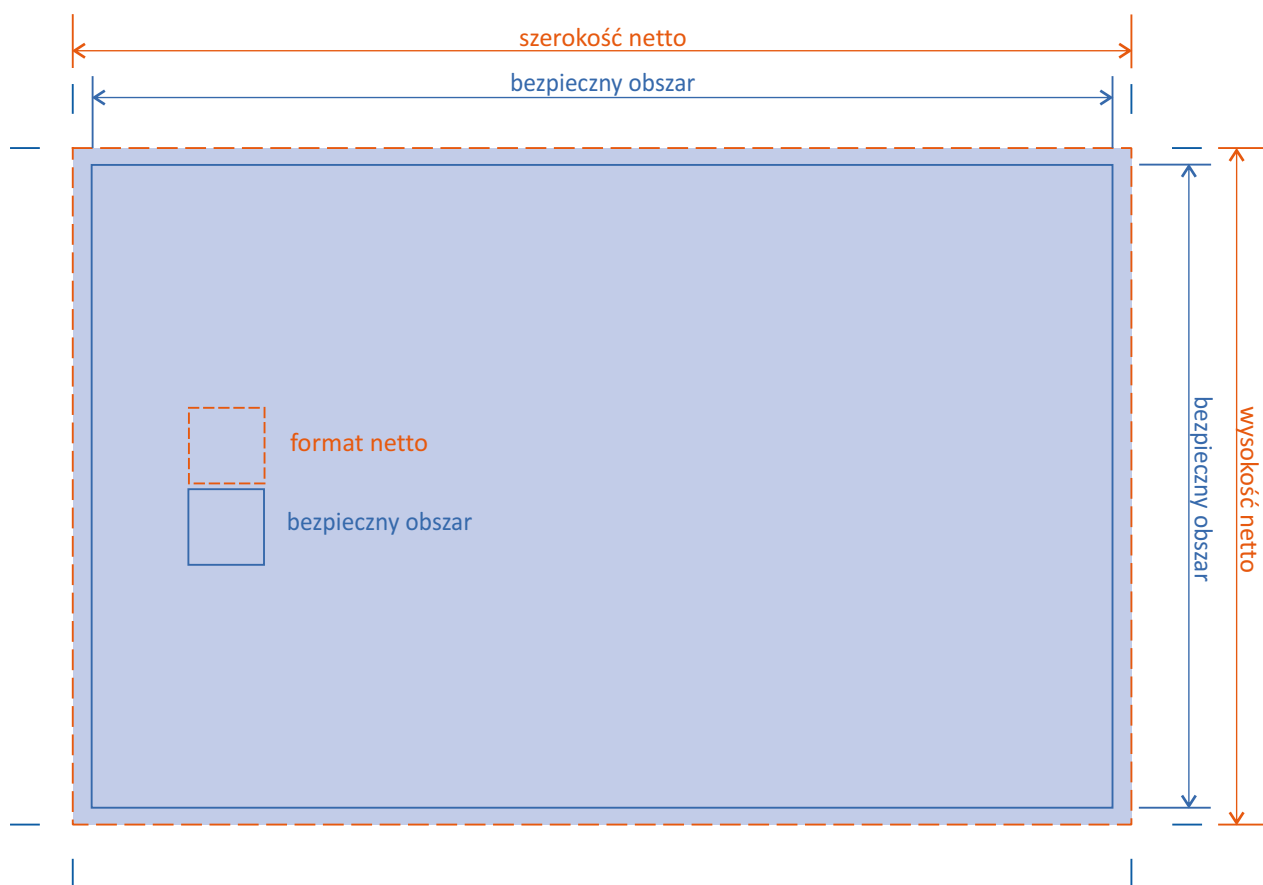 szerokość netto
bezpieczny obszar
format netto
bezpieczny obszar
bezpieczny obszar
wysokość netto